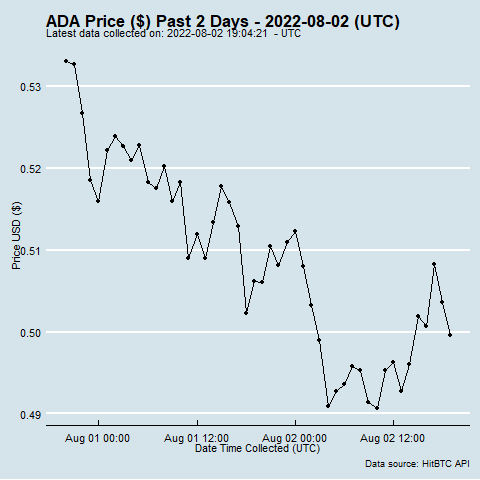 ADA Price ($) Past 2 Days - 2022-08-02 (UTC)
Latest data collected on: 2022-08-02 19:04:21 - UTC
0.53
0.52
0.51
0.50
0.49
Price USD ($)
Aug 01 00:00 Aug 01 12:00 Aug 02 00:00 Aug 02 12:00
Date Time Collected (UTC)
Data source: HitBTC API